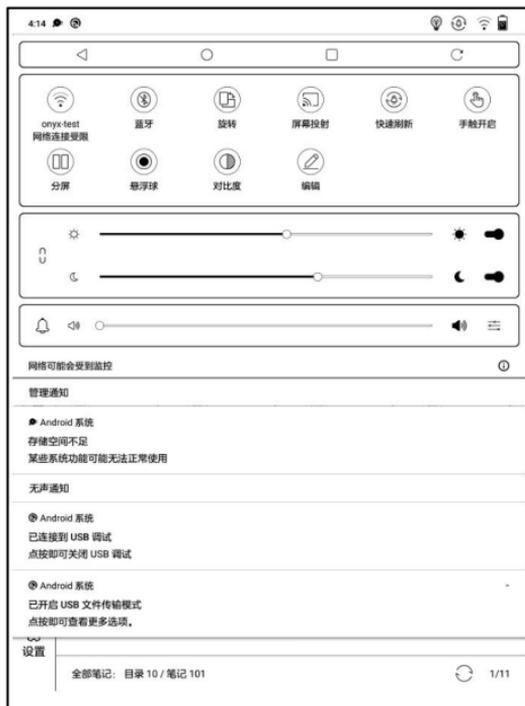 4:14
onyx-test
网络连接受限
蓝牙
旋转
屏幕投射
快速刷新
手触开启
分屏
悬浮球
对比度
编辑
网络可能会受到监控
管理通知
Android 系统
存储空间不足
某些系统功能可能无法正常使用
无声通知
Android 系统
已连接到 USB 调试
点按即可关闭 USB 调试
Android 系统
已开启 USB 文件传输模式
点按即可查看更多选项。
设置
全部笔记: 目录 10 / 笔记 101
1/11